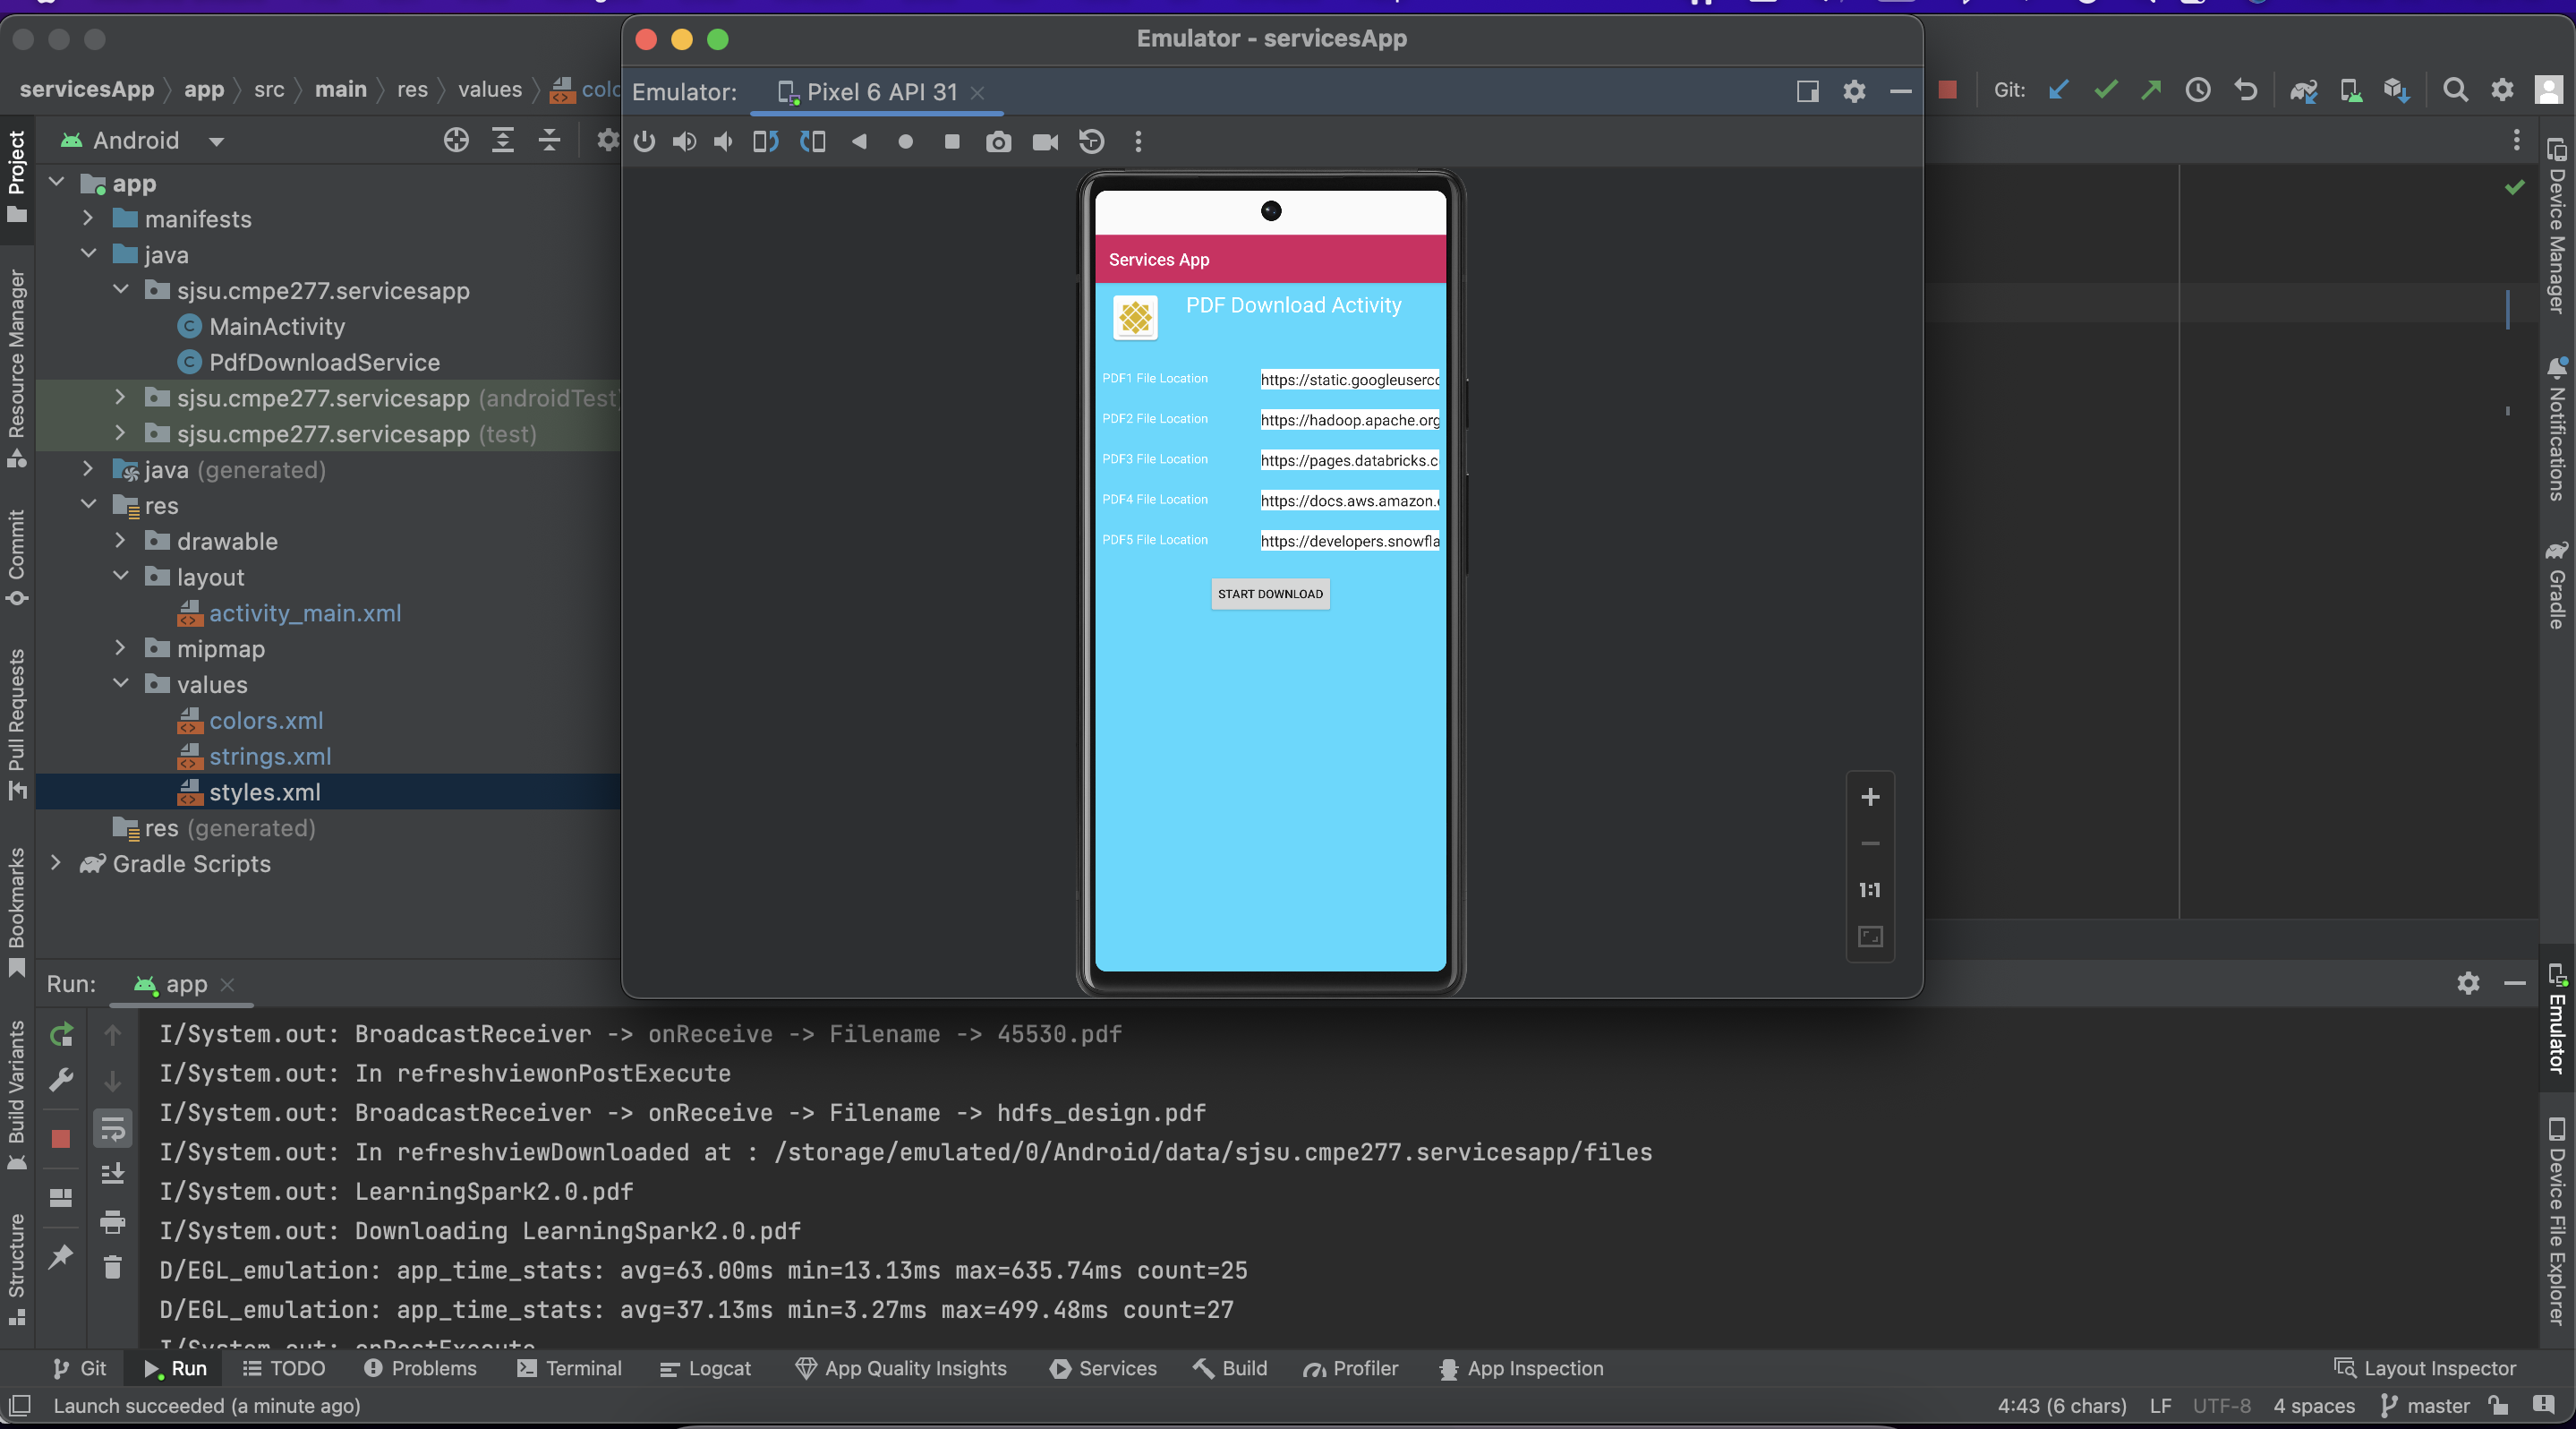 Emulator - servicesApp
servicesApp app src main res values
Emulator: Pixel 6 API 31
Git:
Project
Android
app
manifests
java
sjsu.cmpe277.servicesapp
MainActivity
PdfDownloadService
sjsu.cmpe277.servicesapp (androidTest)
sjsu.cmpe277.servicesapp (test)
java (generated)
res
drawable
layout
activity_main.xml
mipmap
values
colors.xml
strings.xml
styles.xml
res (generated)
Gradle Scripts
Resource Manager
Commit
Pull Requests
Bookmarks
Build Variants
Structure
Services App
PDF Download Activity
PDF1 File Location https://static.googleuserc
PDF2 File Location https://hadoop.apache.org
PDF3 File Location https://pages.databricks.c
PDF4 File Location https://docs.aws.amazon.
PDF5 File Location https://developers.snowfla
START DOWNLOAD
1:1
Device Manager
Notifications
Gradle
Emulator
Device File Explorer
Run: app
I/System.out: BroadcastReceiver -> onReceive -> Filename -> 45530.pdf
I/System.out: In refreshviewonPostExecute
I/System.out: BroadcastReceiver -> onReceive -> Filename -> hdfs_design.pdf
I/System.out: In refreshviewDownloaded at : /storage/emulated/0/Android/data/sjsu.cmpe277.servicesapp/files
I/System.out: LearningSpark2.0.pdf
I/System.out: Downloading LearningSpark2.0.pdf
D/EGL_emulation: app_time_stats: avg=63.00ms min=13.13ms max=635.74ms count=25
D/EGL_emulation: app_time_stats: avg=37.13ms min=3.27ms max=499.48ms count=27
I/System.out: onPostExecute
Git Run TODO Problems Terminal Logcat App Quality Insights Services Build Profiler App Inspection Layout Inspector
Launch succeeded (a minute ago) 4:43 (6 chars) LF UTF-8 4 spaces master